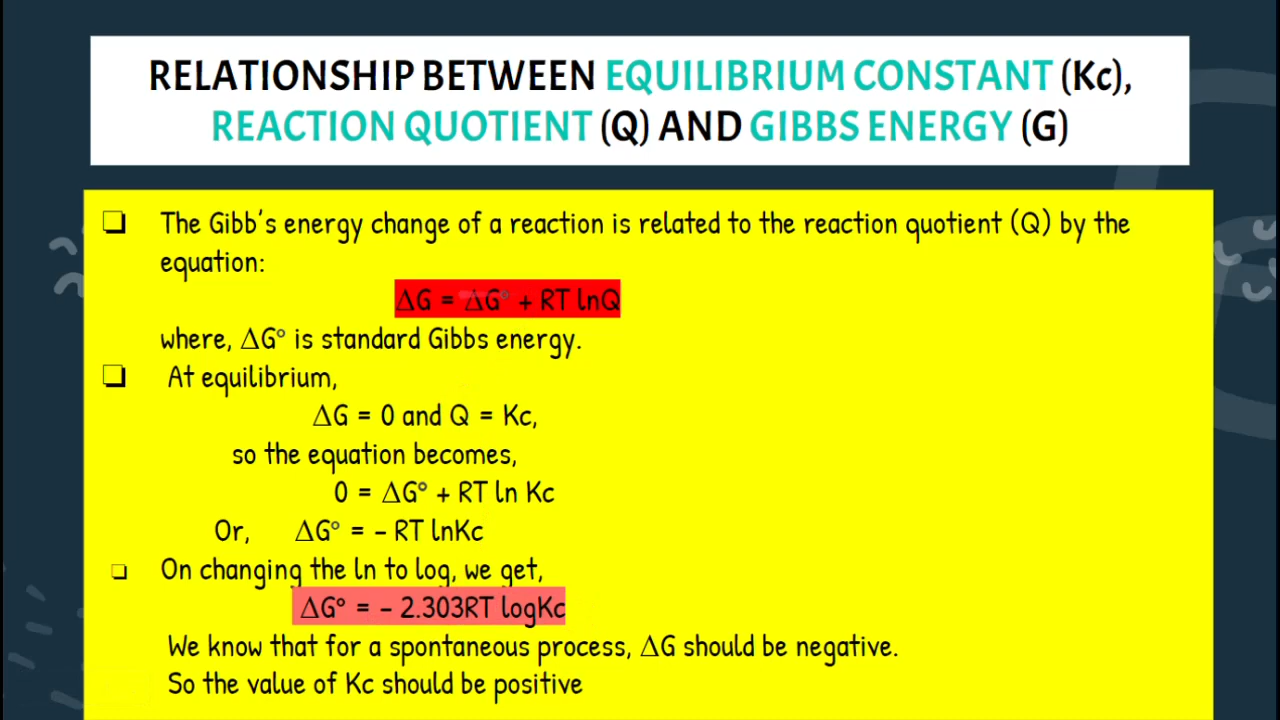 RELATIONSHIP BETWEEN EQUILIBRIUM CONSTANT (Kc),
REACTION QUOTIENT (Q) AND GIBBS ENERGY (G)
❑ The Gibb's energy change of a reaction is related to the reaction quotient (Q) by the
equation:
ΔG = ΔG° + RT lnQ
where, ΔG° is standard Gibbs energy.
❑ At equilibrium,
ΔG = 0 and Q = Kc,
so the equation becomes,
0 = ΔG° + RT ln Kc
Or, ΔG° = - RT lnKc
❑ On changing the ln to log, we get,
ΔG° = - 2.303RT logKc
We know that for a spontaneous process, ΔG should be negative.
So the value of Kc should be positive